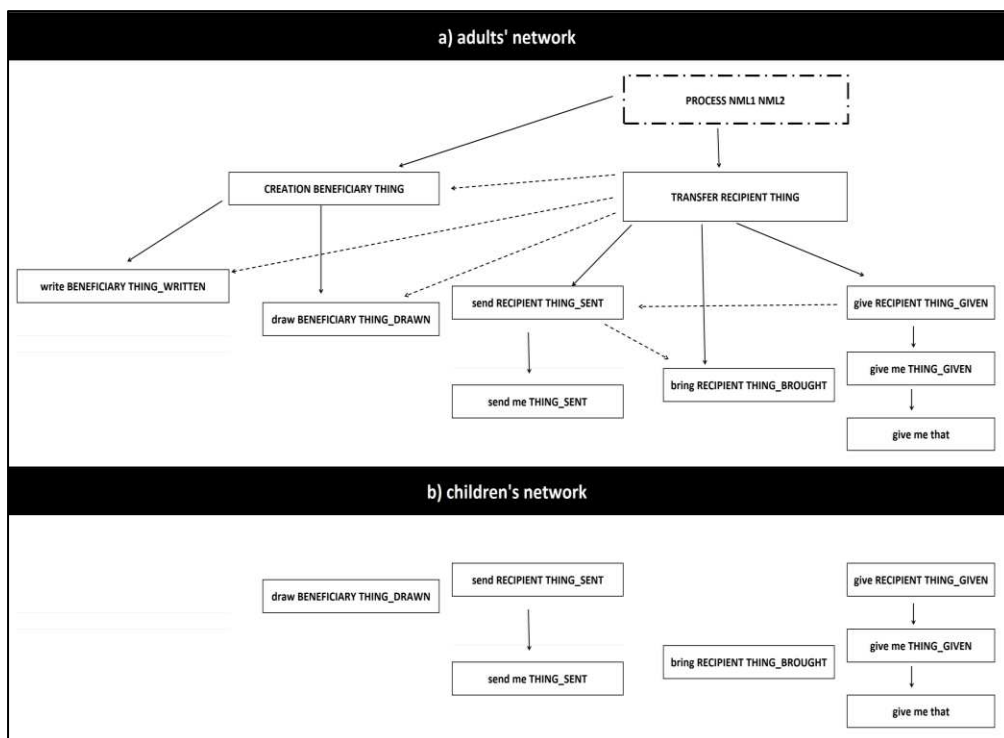 a) adults' network
PROCESS NML1 NML2
CREATION BENEFICIARY THING
TRANSFER RECIPIENT THING
write BENEFICIARY THING_WRITTEN
draw BENEFICIARY THING_DRAWN
send RECIPIENT THING_SENT
give RECIPIENT THING_GIVEN
give me THING_GIVEN
bring RECIPIENT THING_BROUGHT
send me THING_SENT
give me that
b) children's network
draw BENEFICIARY THING_DRAWN
send RECIPIENT THING_SENT
give RECIPIENT THING_GIVEN
give me THING_GIVEN
bring RECIPIENT THING_BROUGHT
send me THING_SENT
give me that